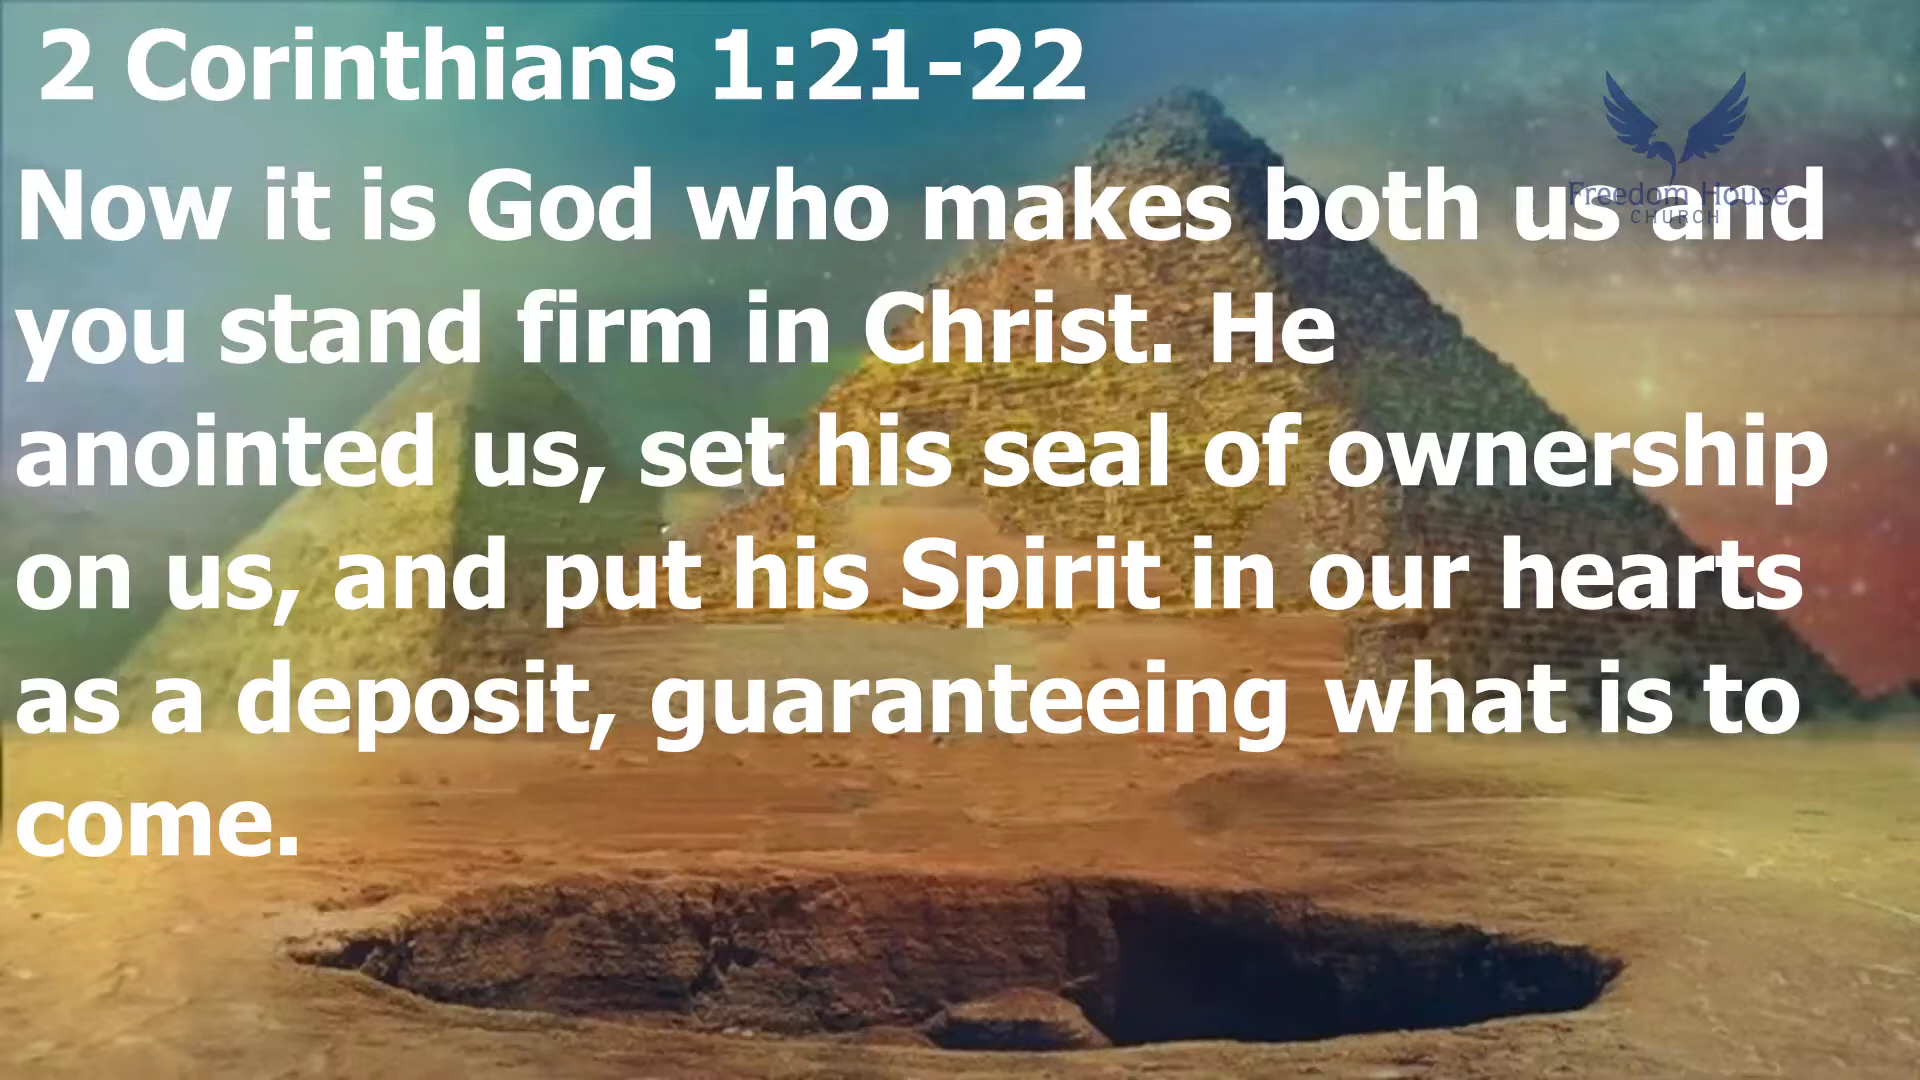 2 Corinthians 1:21-22
Now it is God who makes both us and
you stand firm in Christ. He
anointed us, set his seal of ownership
on us, and put his Spirit in our hearts
as a deposit, guaranteeing what is to
come.
Freedom House
CHURCH